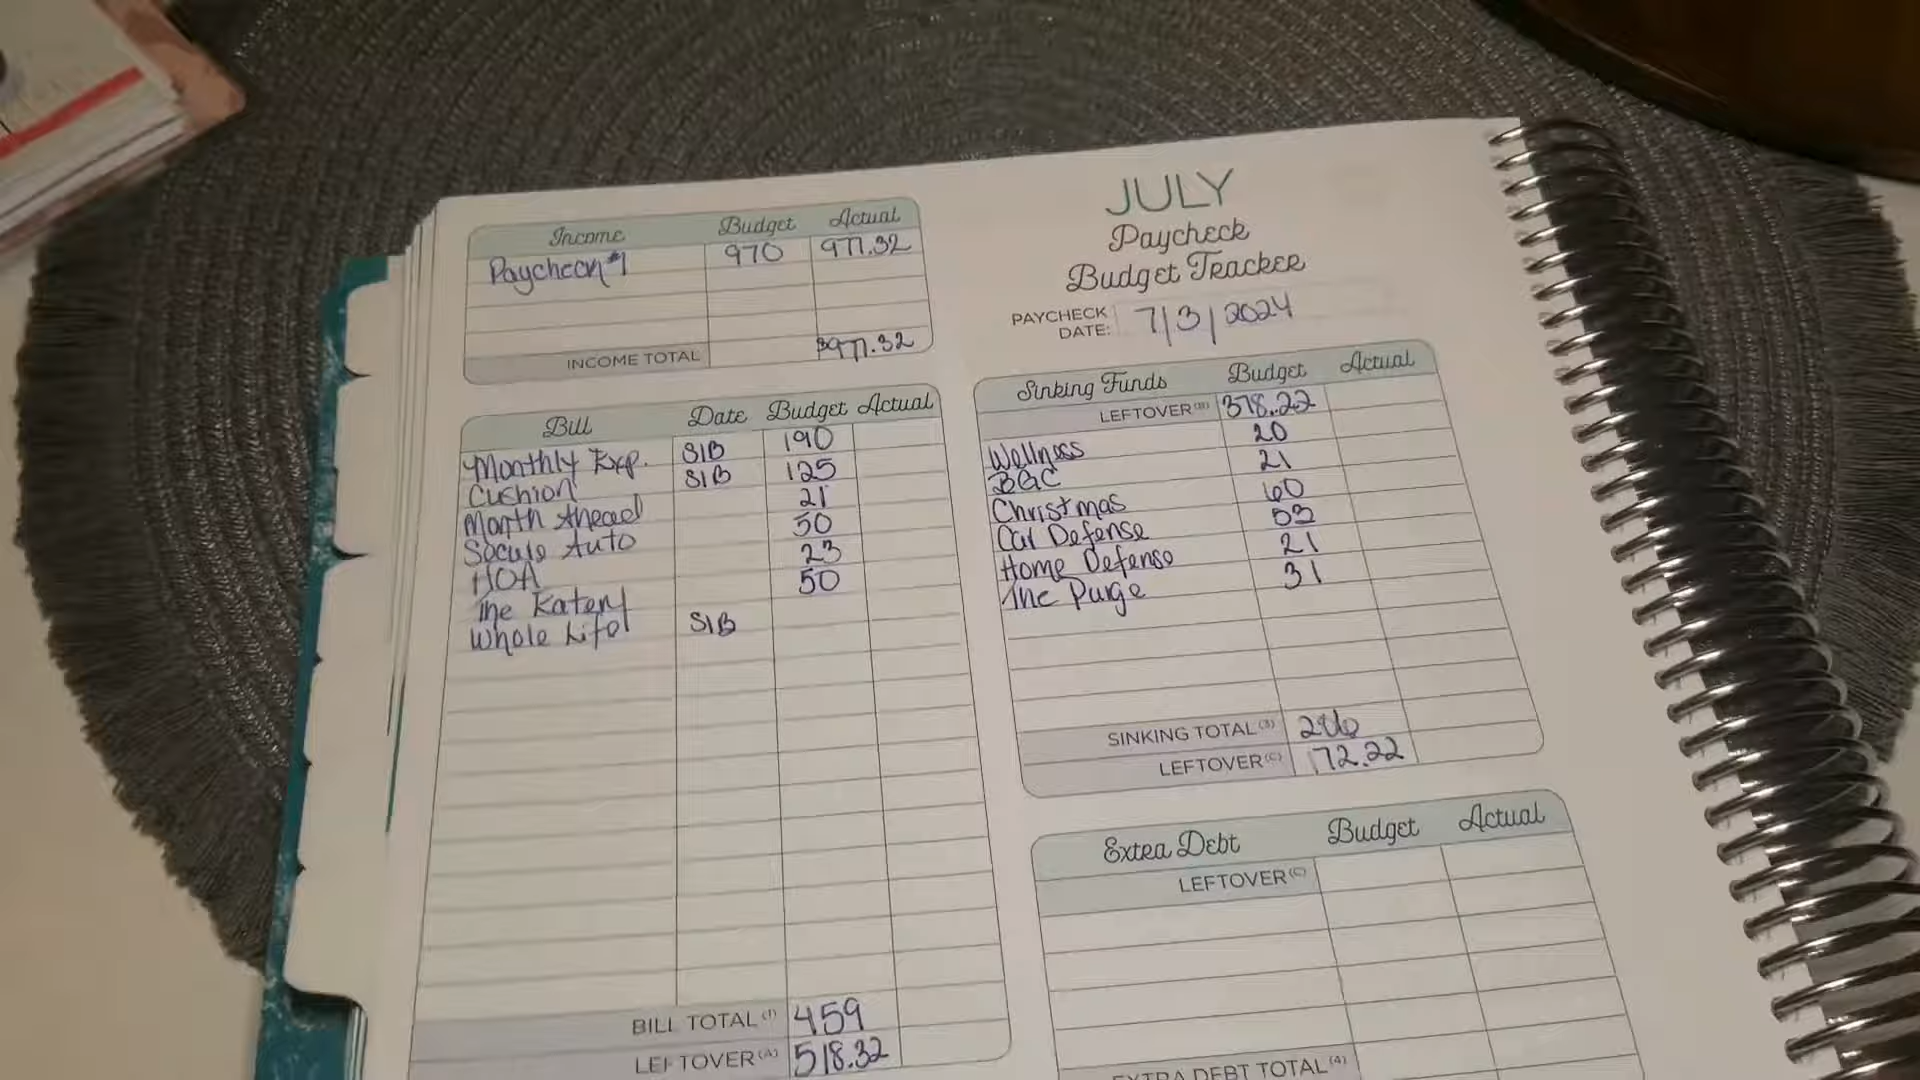 Income Budget Actual
Paycheck #1 970 977.32
INCOME TOTAL $977.32
Bill Date Budget Actual
Monthly Exp. SIB 190
Cushion SIB 125
Month Ahead 21
Secure Auto 50
HOA 23
The Katery 50
Whole Life SIB
BILL TOTAL (1) 459
LEFTOVER (A) 518.32
JULY
Paycheck
Budget Tracker
PAYCHECK DATE: 7/3/2024
Sinking Funds Budget Actual
LEFTOVER (B) 378.22
Wellness 20
BGC 21
Christmas 60
Car Defense 53
Home Defense 21
The Purge 31
SINKING TOTAL (3) 206
LEFTOVER (C) 172.22
Extra Debt Budget Actual
LEFTOVER (C)
EXTRA DEBT TOTAL (4)